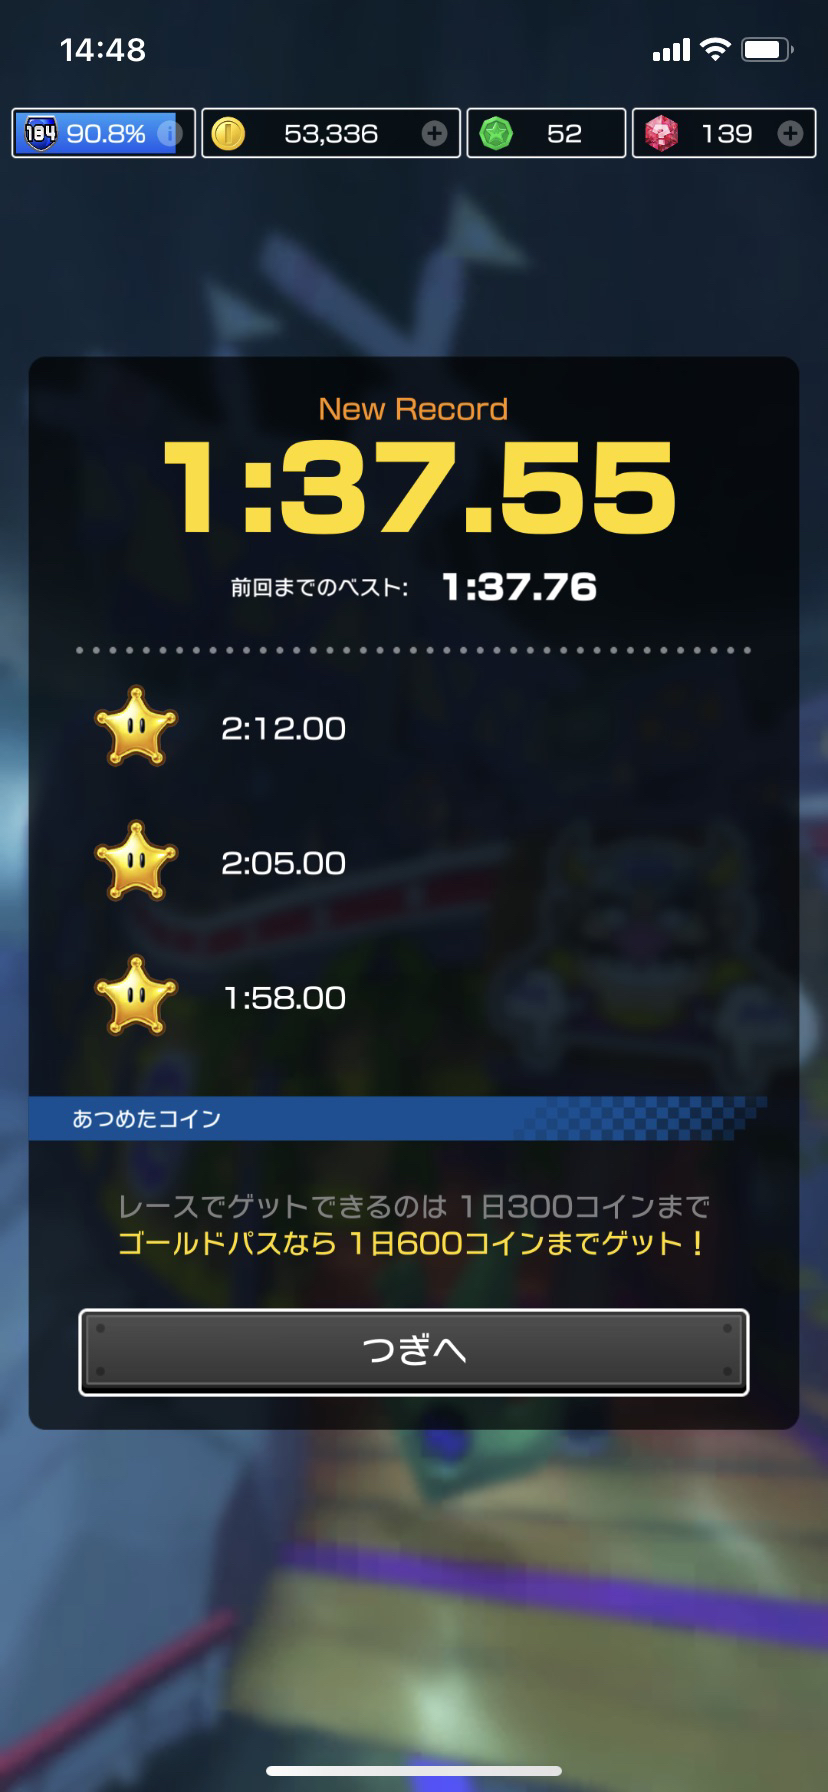 14:48
184 90.8% i 53,336 + 52 139 +
New Record
1:37.55
前回までのベスト: 1:37.76
2:12.00
2:05.00
1:58.00
あつめたコイン
レースでゲットできるのは 1日300コインまで
ゴールドパスなら 1日600コインまでゲット！
つぎへ